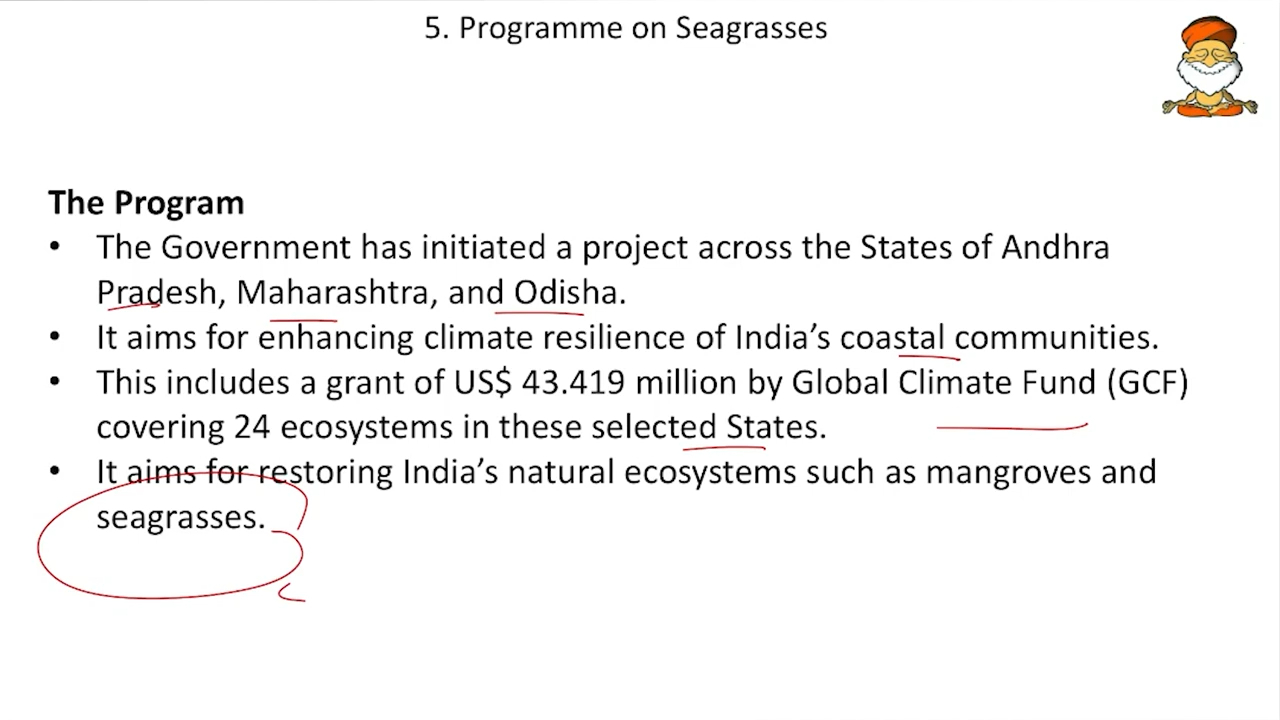 5. Programme on Seagrasses
The Program
• The Government has initiated a project across the States of Andhra
Pradesh, Maharashtra, and Odisha.
• It aims for enhancing climate resilience of India’s coastal communities.
• This includes a grant of US$ 43.419 million by Global Climate Fund (GCF)
covering 24 ecosystems in these selected States.
• It aims for restoring India’s natural ecosystems such as mangroves and
seagrasses.